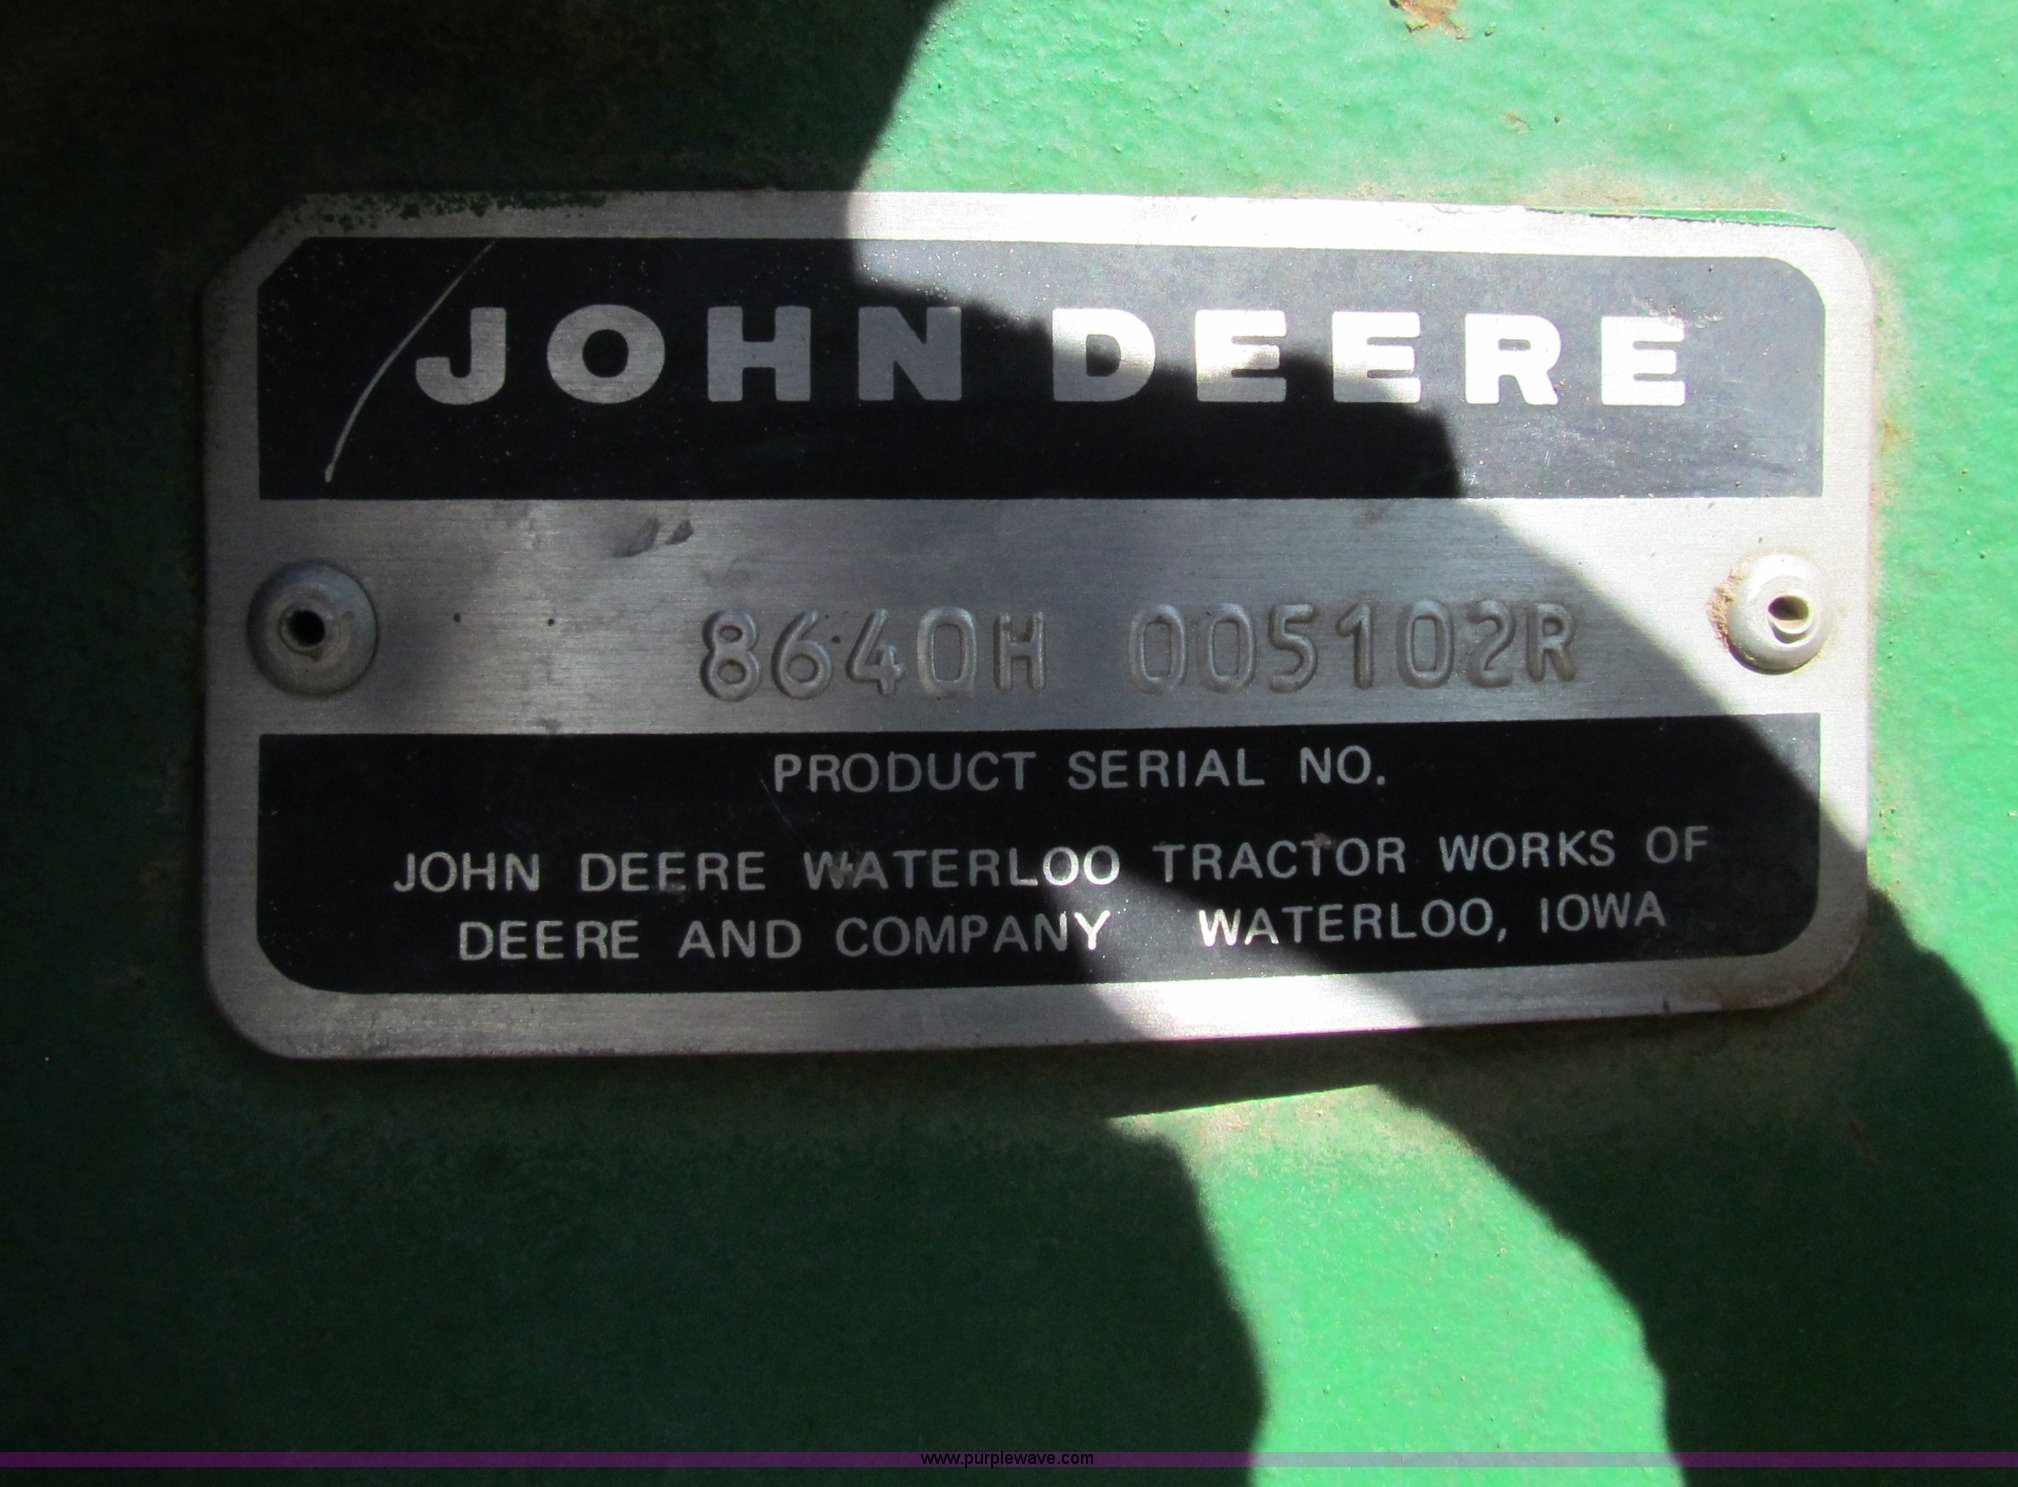 JOHN DEERE
8640H 005102R
PRODUCT SERIAL NO.
JOHN DEERE WATERLOO TRACTOR WORKS OF
DEERE AND COMPANY WATERLOO, IOWA
www.purplewave.com